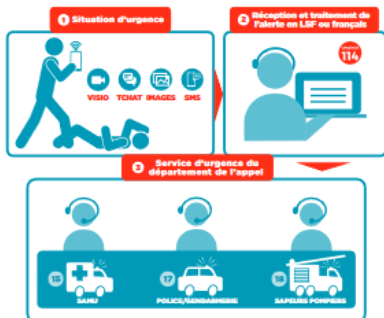 1 Situation d'urgence
VISIO TCHAT IMAGES SMS
2 Réception et traitement de
l'alerte en LSF ou français
114
3 Service d'urgence du
département de l'appel
15 SAMU
17 POLICE/GENDARMERIE
18 SAPEURS POMPIERS